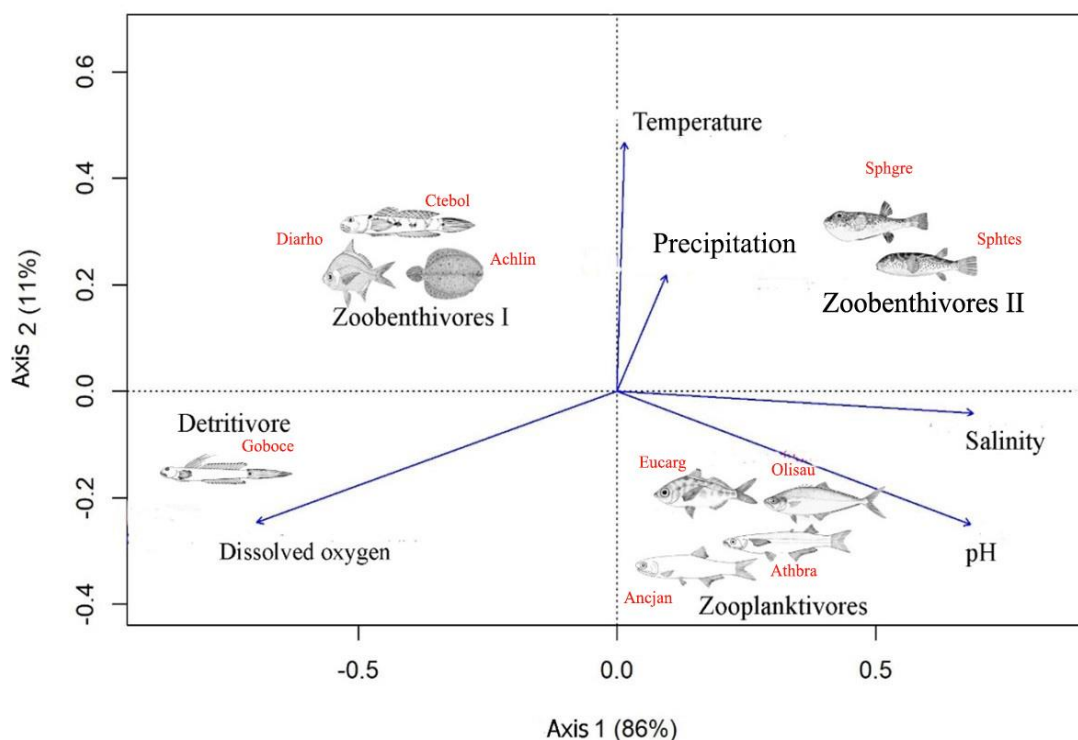 0.6
Temperature
Sphgre
0.4
Ctebol
Diarho
Precipitation
Sphtes
Achlin
0.2
Zoobenthivores I
Zoobenthivores II
Axis 2 (11%)
0.0
Detritivore
Goboce
Salinity
Eucarg
Olisau
-0.2
Dissolved oxygen
pH
Athbra
Ancjan
Zooplanktivores
-0.4
-0.5
0.0
0.5
Axis 1 (86%)